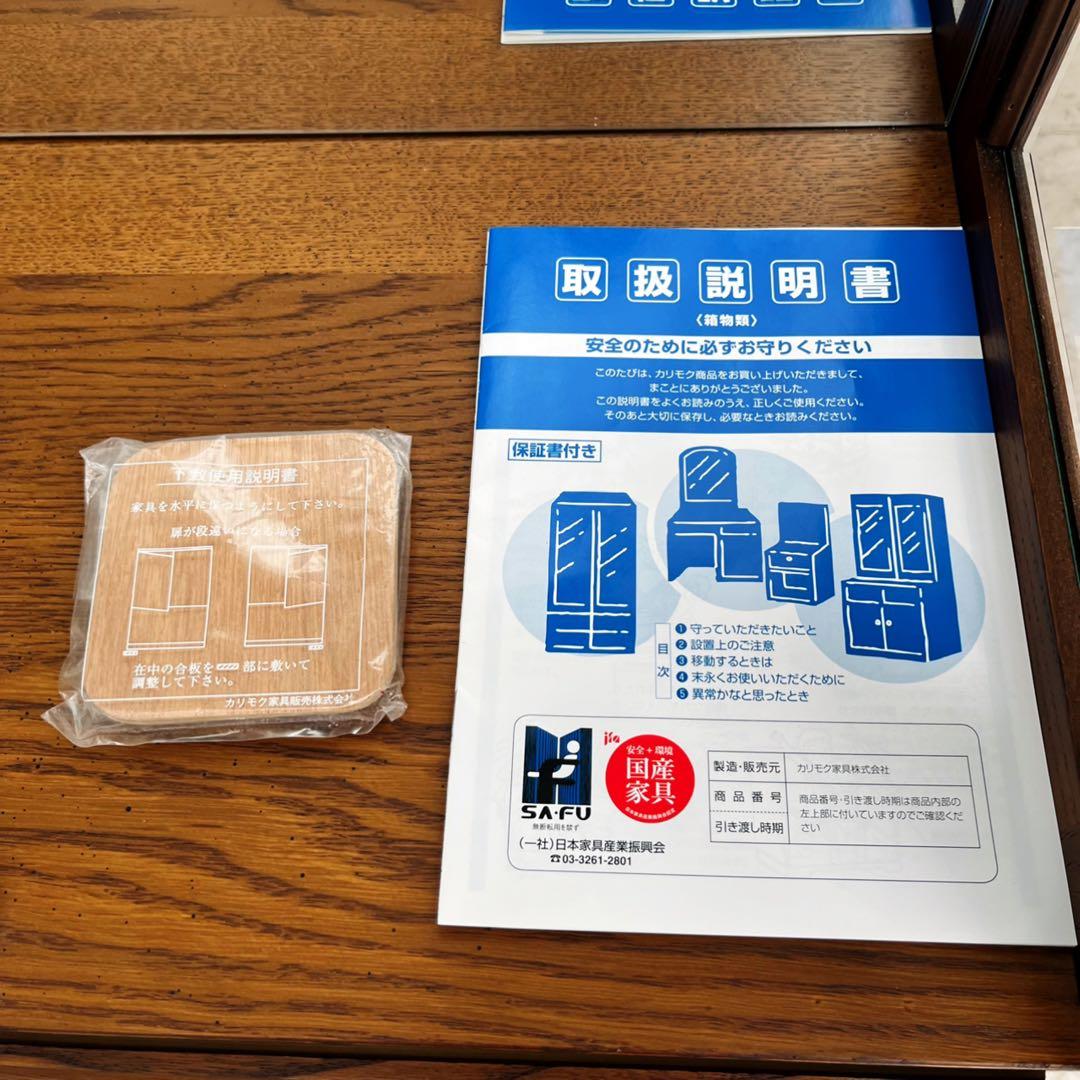 取扱説明書
〈箱物類〉
安全のために必ずお守りください
このたびは、カリモク商品をお買い上げいただきまして、
まことにありがとうございました。
この説明書をよくお読みのうえ、正しくご使用ください。
そのあと大切に保存し、必要なときお読みください。
保証書付き
目次
❶ 守っていただきたいこと
❷ 設置上のご注意
❸ 移動するときは
❹ 末永くお使いいただくために
❺ 異常かなと思ったとき
SA・FU
無断転用を禁ず
jfa
安全＋環境
国産
家具
(一社)日本家具産業振興会
☎03-3261-2801
製造・販売元 カリモク家具株式会社
商品番号
引き渡し時期
商品番号・引き渡し時期は商品内部の
左上部に付いていますのでご確認くだ
さい
下敷使用説明書
家具を水平に保つようにして下さい。
扉が段違いになる場合
在中の合板を 部に敷いて
調整して下さい。
カリモク家具販売株式会社